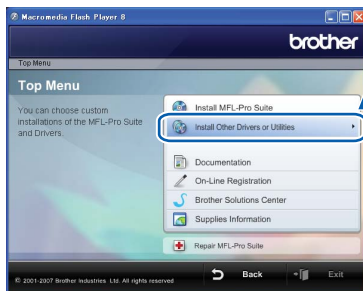 Macromedia Flash Player 8
brother
Top Menu
Top Menu
You can choose custom
installations of the MFL-Pro Suite
and Drivers.
Install MFL-Pro Suite
Install Other Drivers or Utilities
Documentation
On-Line Registration
Brother Solutions Center
Supplies Information
Repair MFL-Pro Suite
© 2001-2007 Brother Industries. Ltd. All rights reserved
Back
Exit